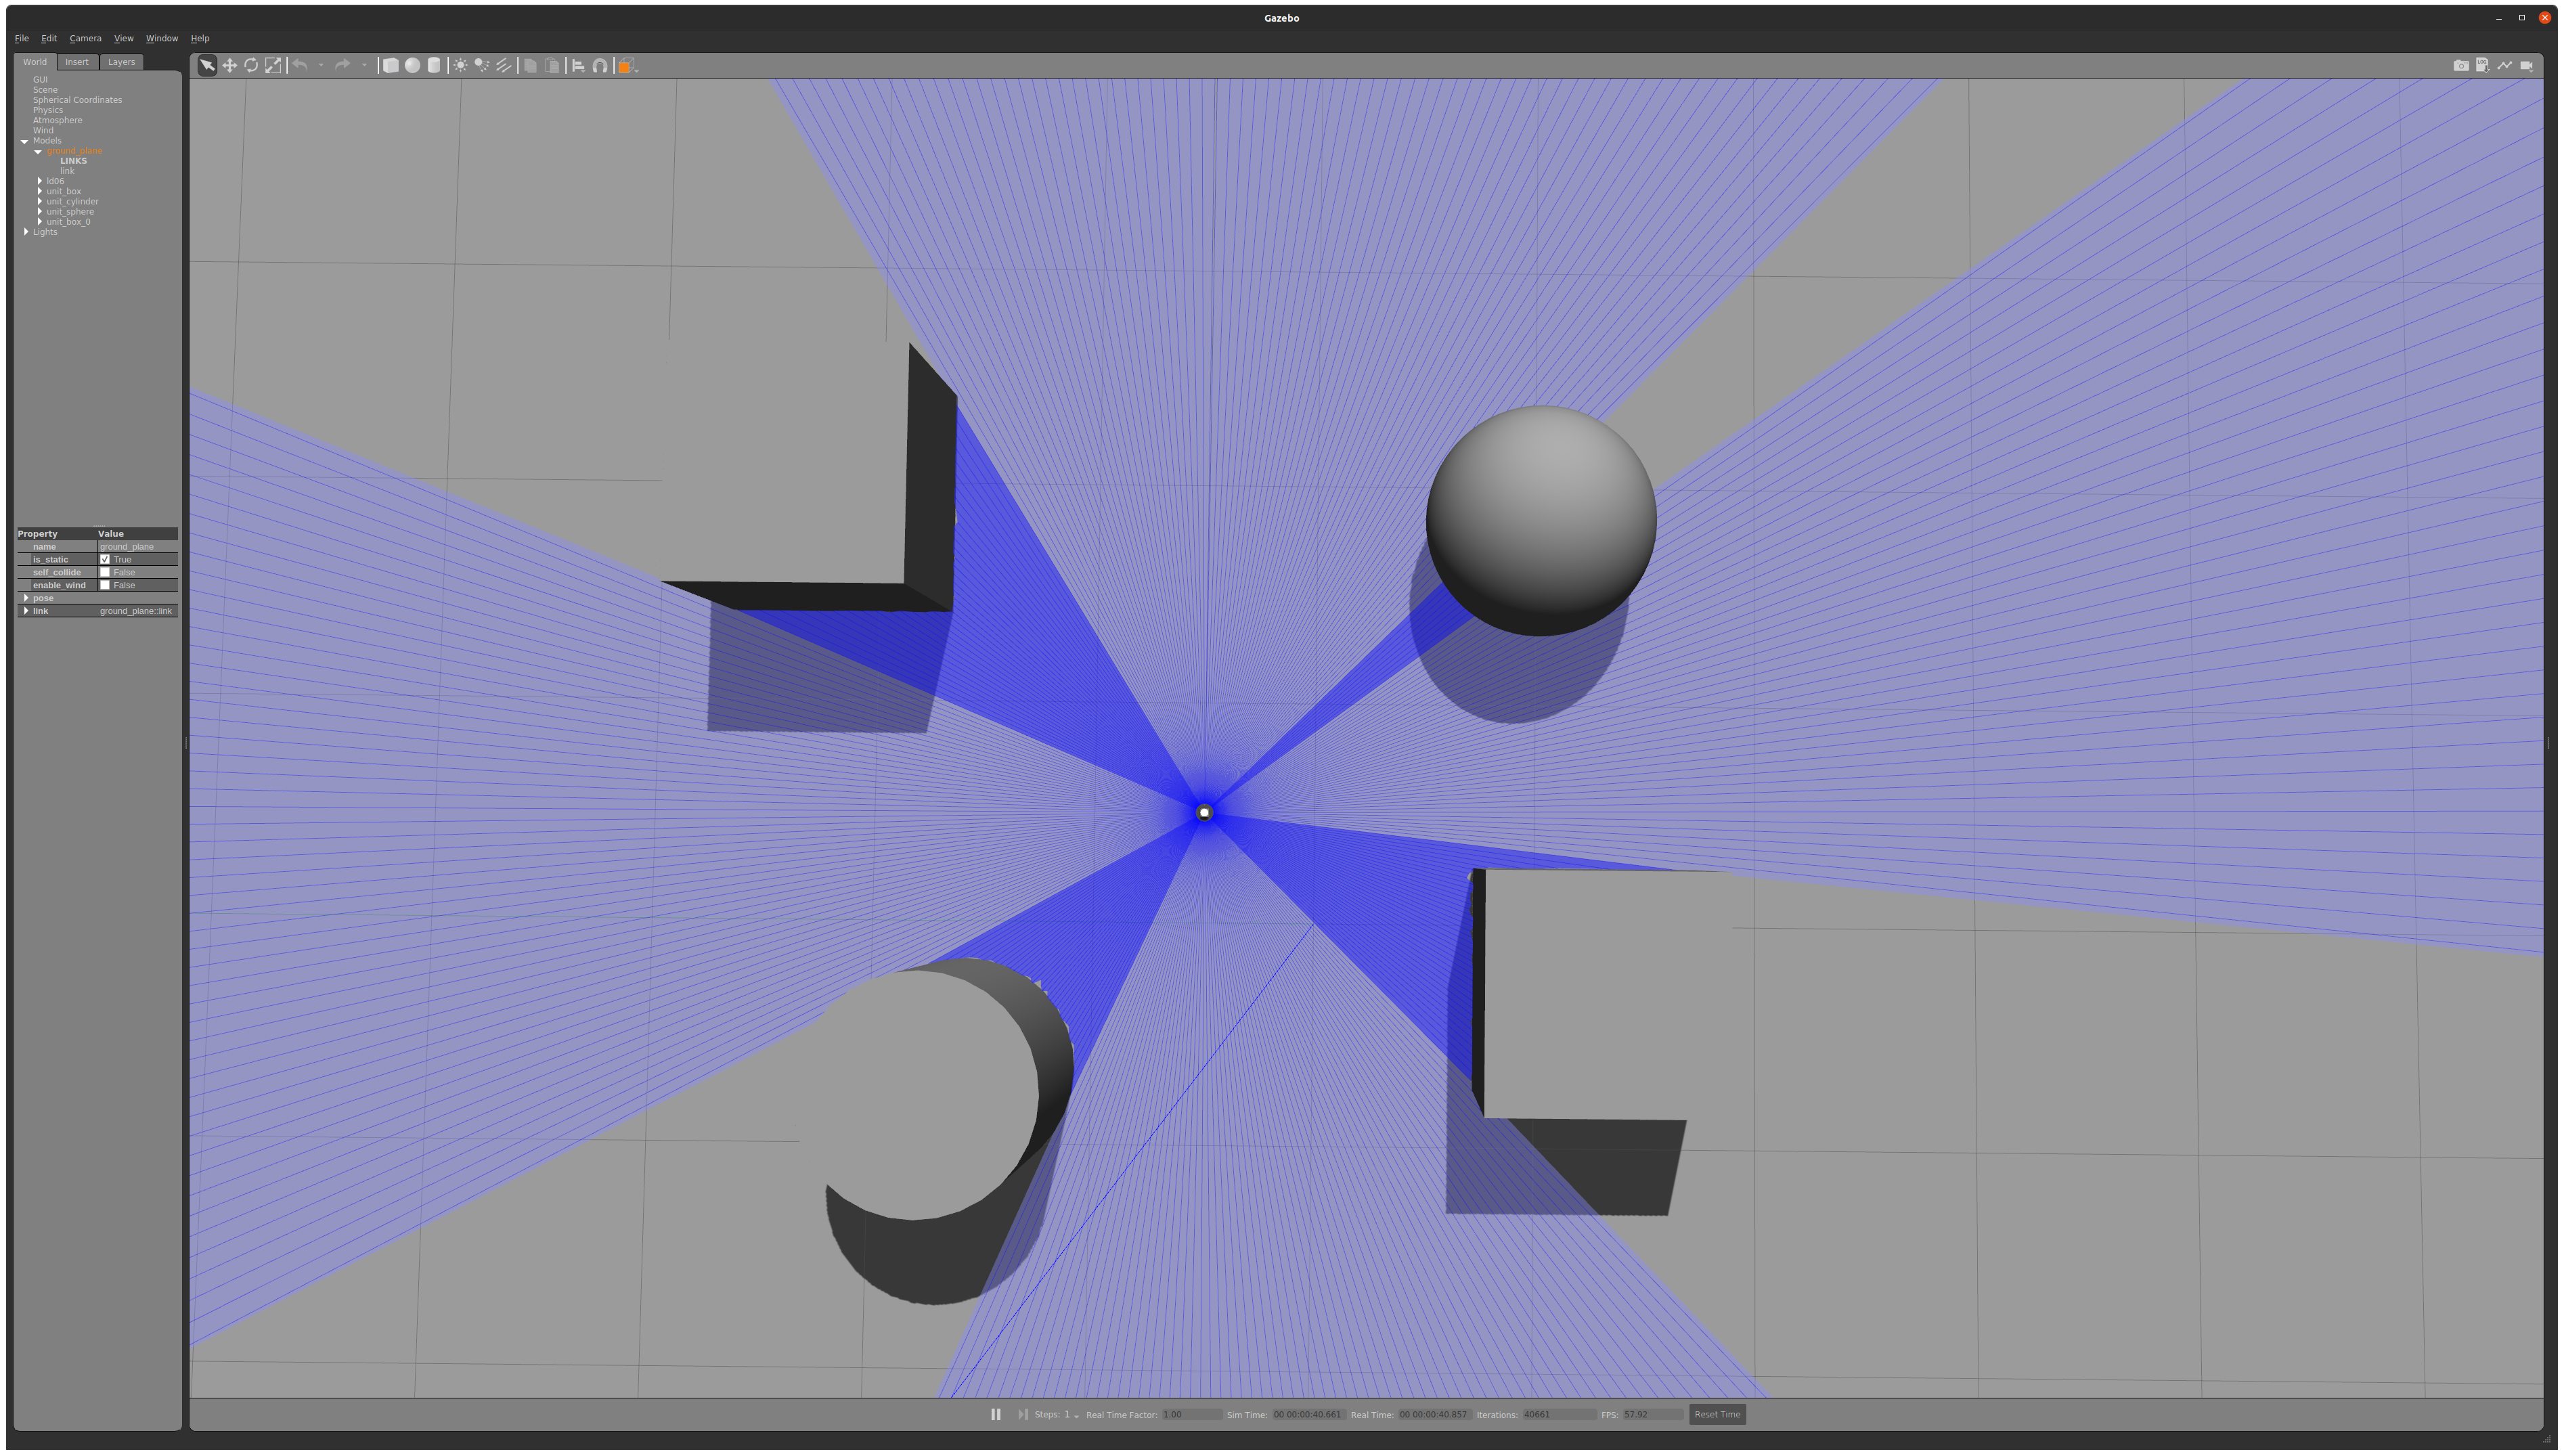 Gazebo
File Edit Camera View Window Help
World Insert Layers
GUI
Scene
Spherical Coordinates
Physics
Atmosphere
Wind
Models
ground_plane
LINKS
link
ld06
unit_box
unit_cylinder
unit_sphere
unit_box_0
Lights
LOG
Property Value
name ground_plane
is_static True
self_collide False
enable_wind False
pose
link ground_plane::link
Steps: 1 Real Time Factor: 1.00 Sim Time: 00 00:00:40.661 Real Time: 00 00:00:40.857 Iterations: 40661 FPS: 57.92 Reset Time